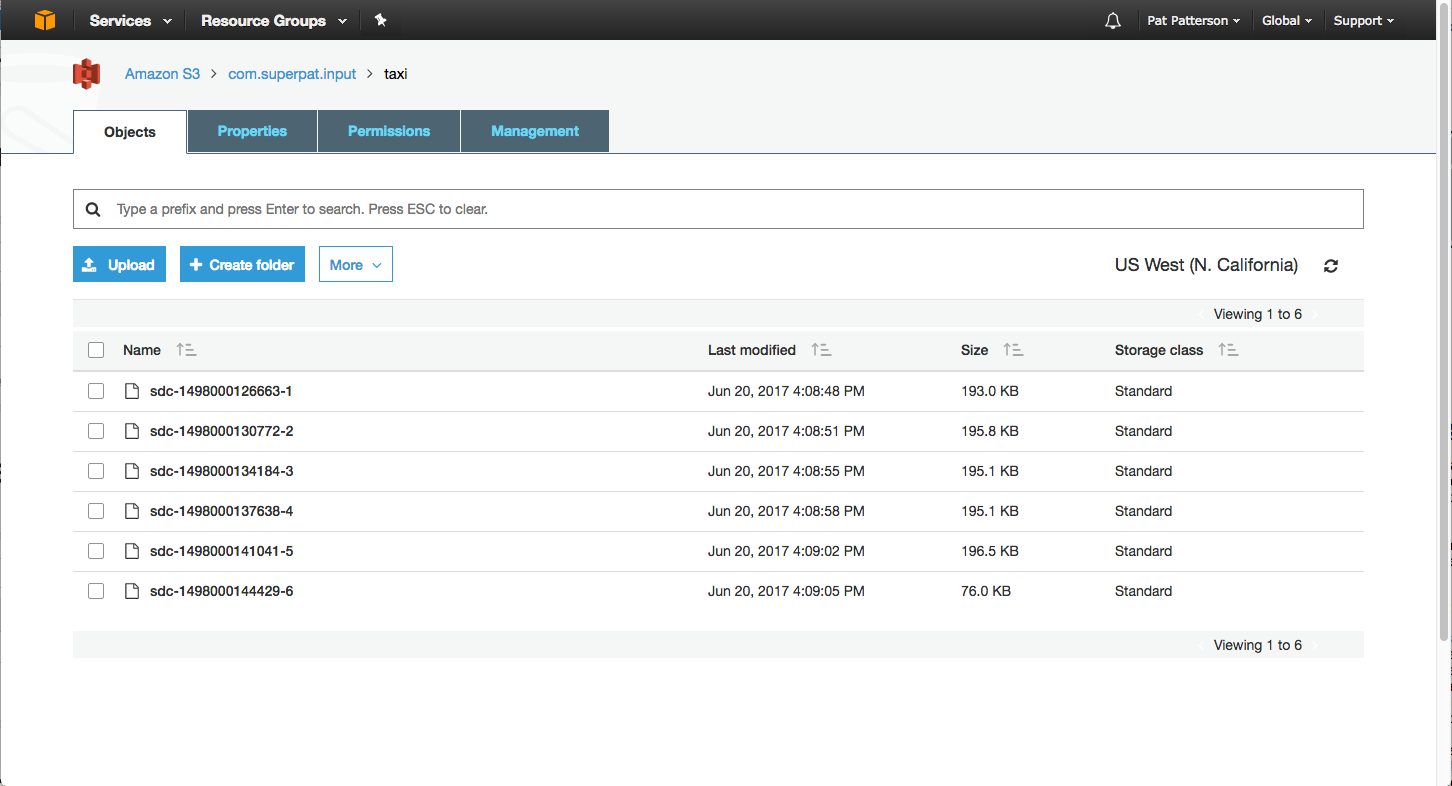 Services Resource Groups Pat Patterson Global Support
Amazon S3 > com.superpat.input > taxi
Objects Properties Permissions Management
Type a prefix and press Enter to search. Press ESC to clear.
Upload + Create folder More US West (N. California)
Viewing 1 to 6
Name Last modified Size Storage class
sdc-1498000126663-1 Jun 20, 2017 4:08:48 PM 193.0 KB Standard
sdc-1498000130772-2 Jun 20, 2017 4:08:51 PM 195.8 KB Standard
sdc-1498000134184-3 Jun 20, 2017 4:08:55 PM 195.1 KB Standard
sdc-1498000137638-4 Jun 20, 2017 4:08:58 PM 195.1 KB Standard
sdc-1498000141041-5 Jun 20, 2017 4:09:02 PM 196.5 KB Standard
sdc-1498000144429-6 Jun 20, 2017 4:09:05 PM 76.0 KB Standard
Viewing 1 to 6